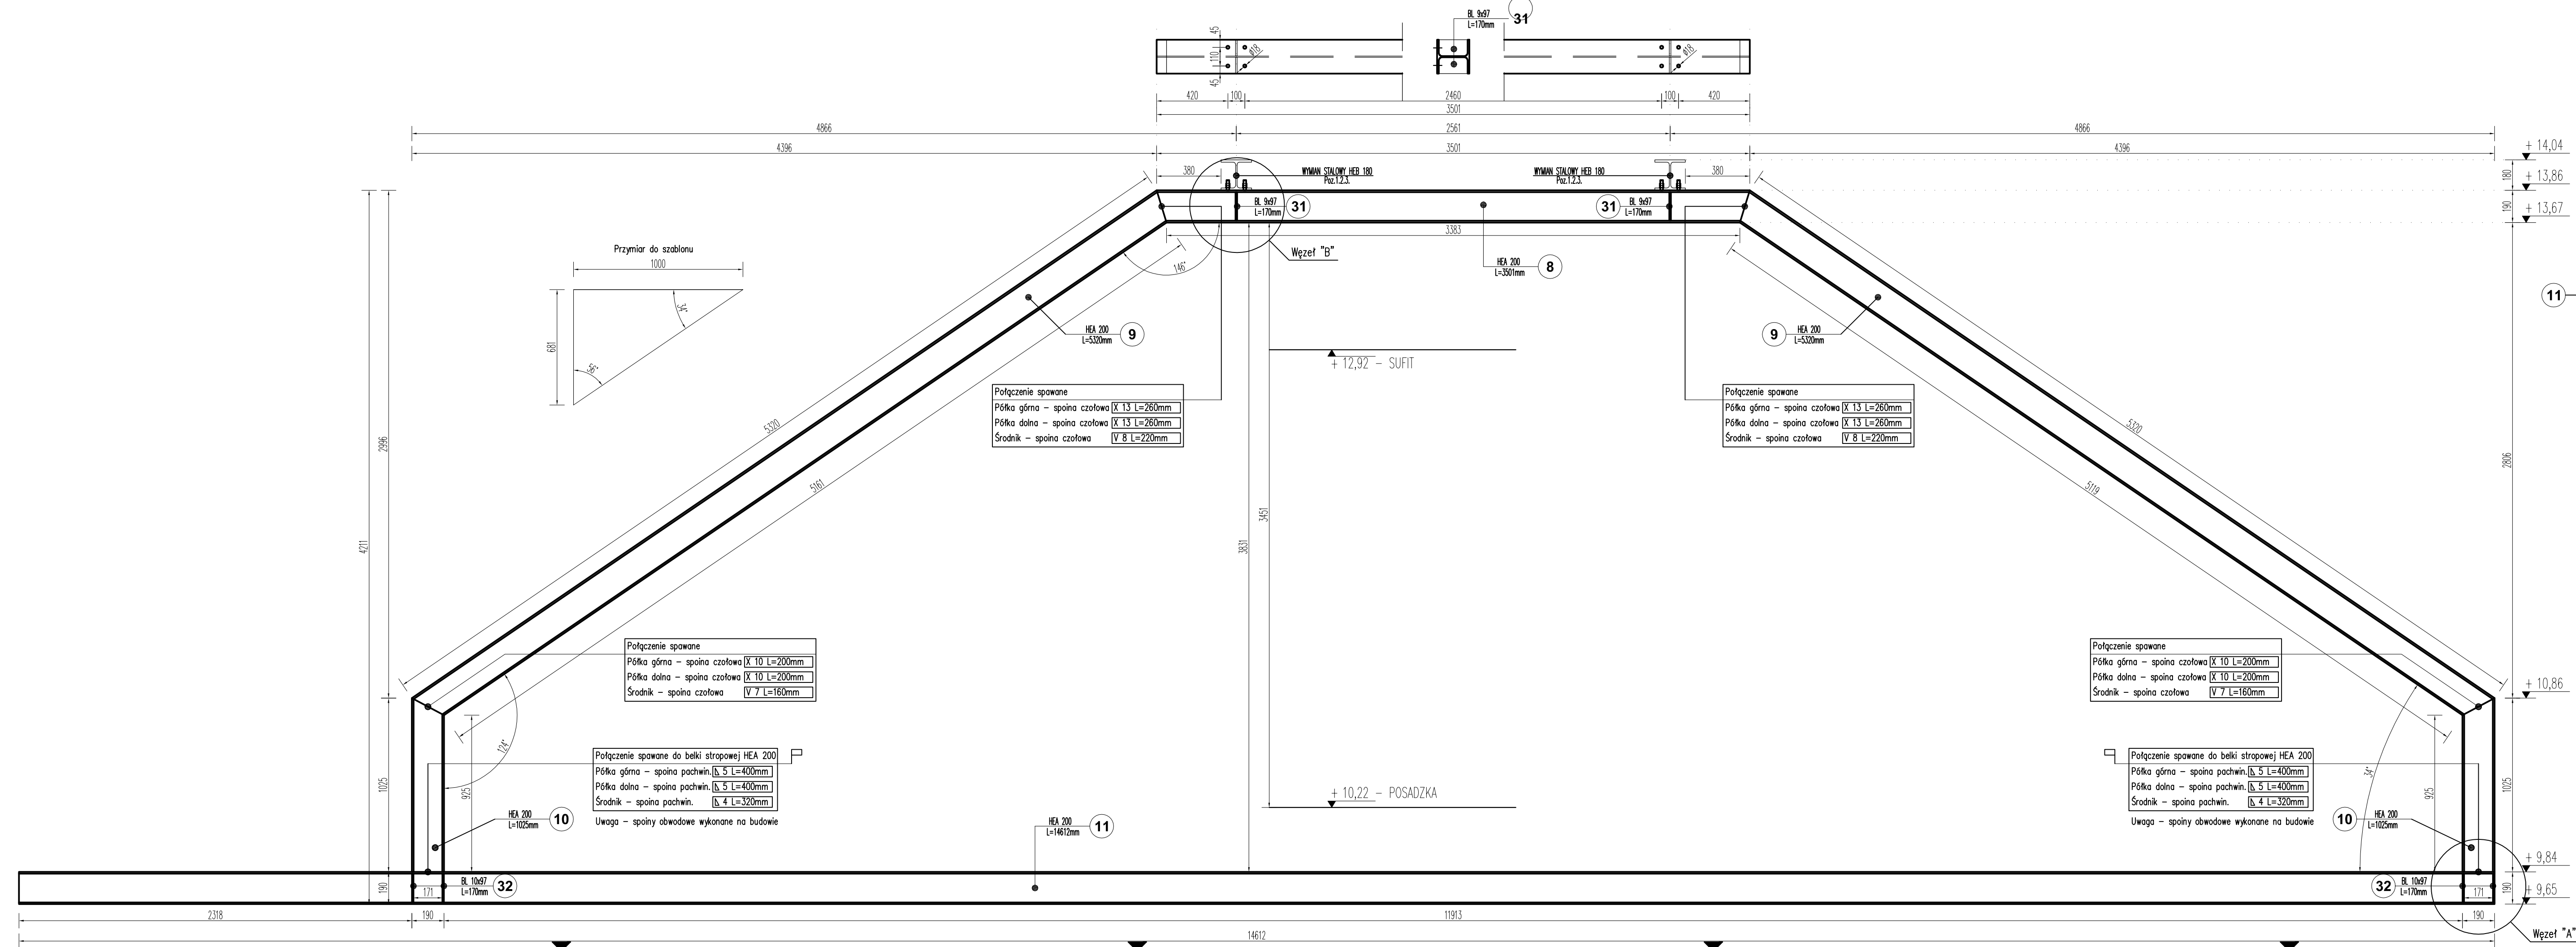 BL 9x97
L=170mm
31
45
110
45
Ø18
Ø18
420
100
2460
100
420
3501
4866
2561
4866
4396
3501
4396
+ 14,04
180
+ 13,86
190
+ 13,67
380
WYMIAN STALOWY HEB 180
Poz.1.2.3.
WYMIAN STALOWY HEB 180
Poz.1.2.3.
380
BL 9x97
L=170mm
31
31
BL 9x97
L=170mm
3383
Węzeł "B"
146°
HEA 200
L=3501mm
8
Przymiar do szablonu
1000
34°
681
56°
11
HEA 200
L=5320mm
9
9
HEA 200
L=5320mm
+ 12,92 – SUFIT
Połączenie spawane
Półka górna – spoina czołowa X 13 L=260mm
Półka dolna – spoina czołowa X 13 L=260mm
Środnik – spoina czołowa V 8 L=220mm
Połączenie spawane
Półka górna – spoina czołowa X 13 L=260mm
Półka dolna – spoina czołowa X 13 L=260mm
Środnik – spoina czołowa V 8 L=220mm
5320
5320
2996
2806
5161
5119
4211
3831
3451
Połączenie spawane
Półka górna – spoina czołowa X 10 L=200mm
Półka dolna – spoina czołowa X 10 L=200mm
Środnik – spoina czołowa V 7 L=160mm
Połączenie spawane
Półka górna – spoina czołowa X 10 L=200mm
Półka dolna – spoina czołowa X 10 L=200mm
Środnik – spoina czołowa V 7 L=160mm
+ 10,86
124°
34°
1025
925
925
1025
Połączenie spawane do belki stropowej HEA 200
Półka górna – spoina pachwin. 5 L=400mm
Półka dolna – spoina pachwin. 5 L=400mm
Środnik – spoina pachwin. 4 L=320mm
Uwaga – spoiny obwodowe wykonane na budowie
Połączenie spawane do belki stropowej HEA 200
Półka górna – spoina pachwin. 5 L=400mm
Półka dolna – spoina pachwin. 5 L=400mm
Środnik – spoina pachwin. 4 L=320mm
Uwaga – spoiny obwodowe wykonane na budowie
+ 10,22 – POSADZKA
HEA 200
L=1025mm
10
10
HEA 200
L=1025mm
HEA 200
L=14612mm
11
+ 9,84
190
171
BL 10x97
L=170mm
32
32
BL 10x97
L=170mm
171
190
+ 9,65
2318
190
11913
190
14612
Węzeł "A"